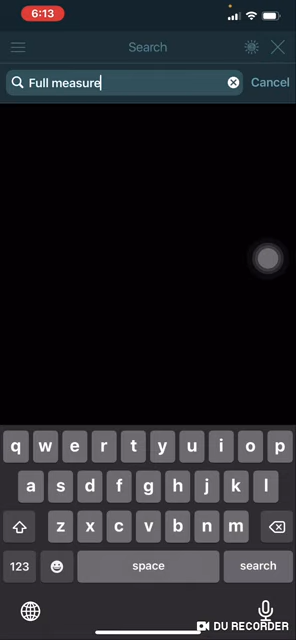 6:13
Search
Full measure
Cancel
q w e r t y u i o p
a s d f g h j k l
z x c v b n m
123 space search
DU RECORDER